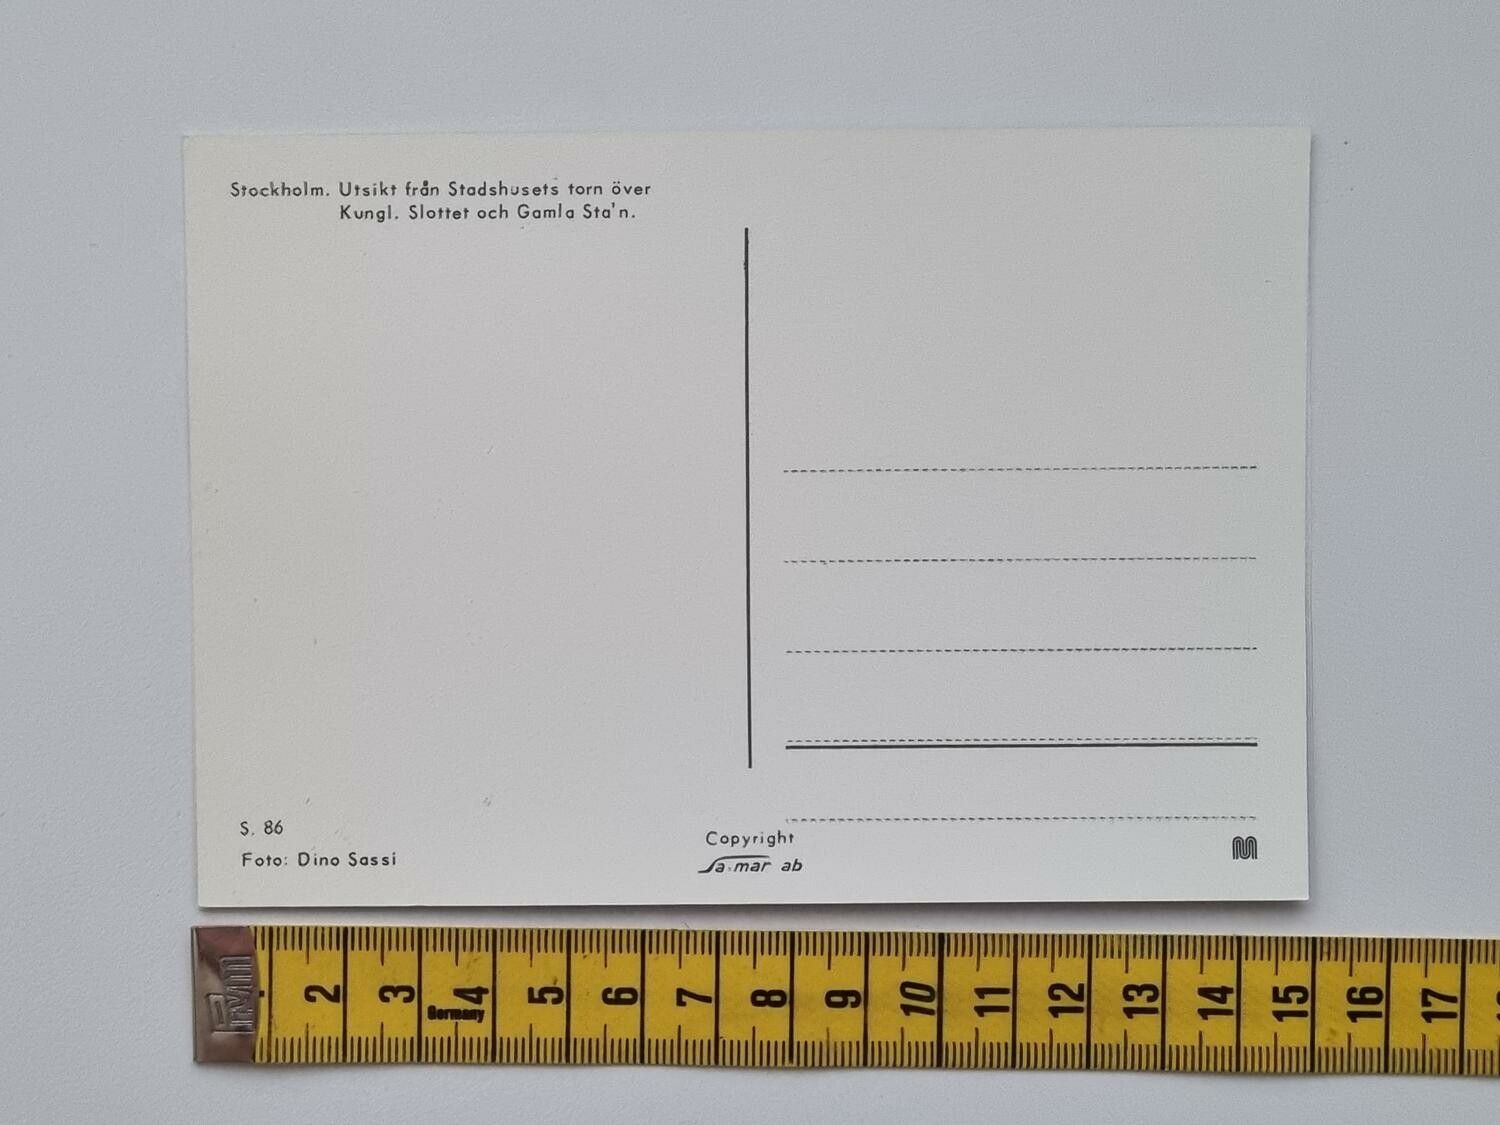 Stockholm. Utsikt från Stadshusets torn över
Kungl. Slottet och Gamla Sta'n.
S. 86
Foto: Dino Sassi
Copyright
Sa-mar ab
M
PYM
2 3 4 5 6 7 8 9 10 11 12 13 14 15 16 17
Germany